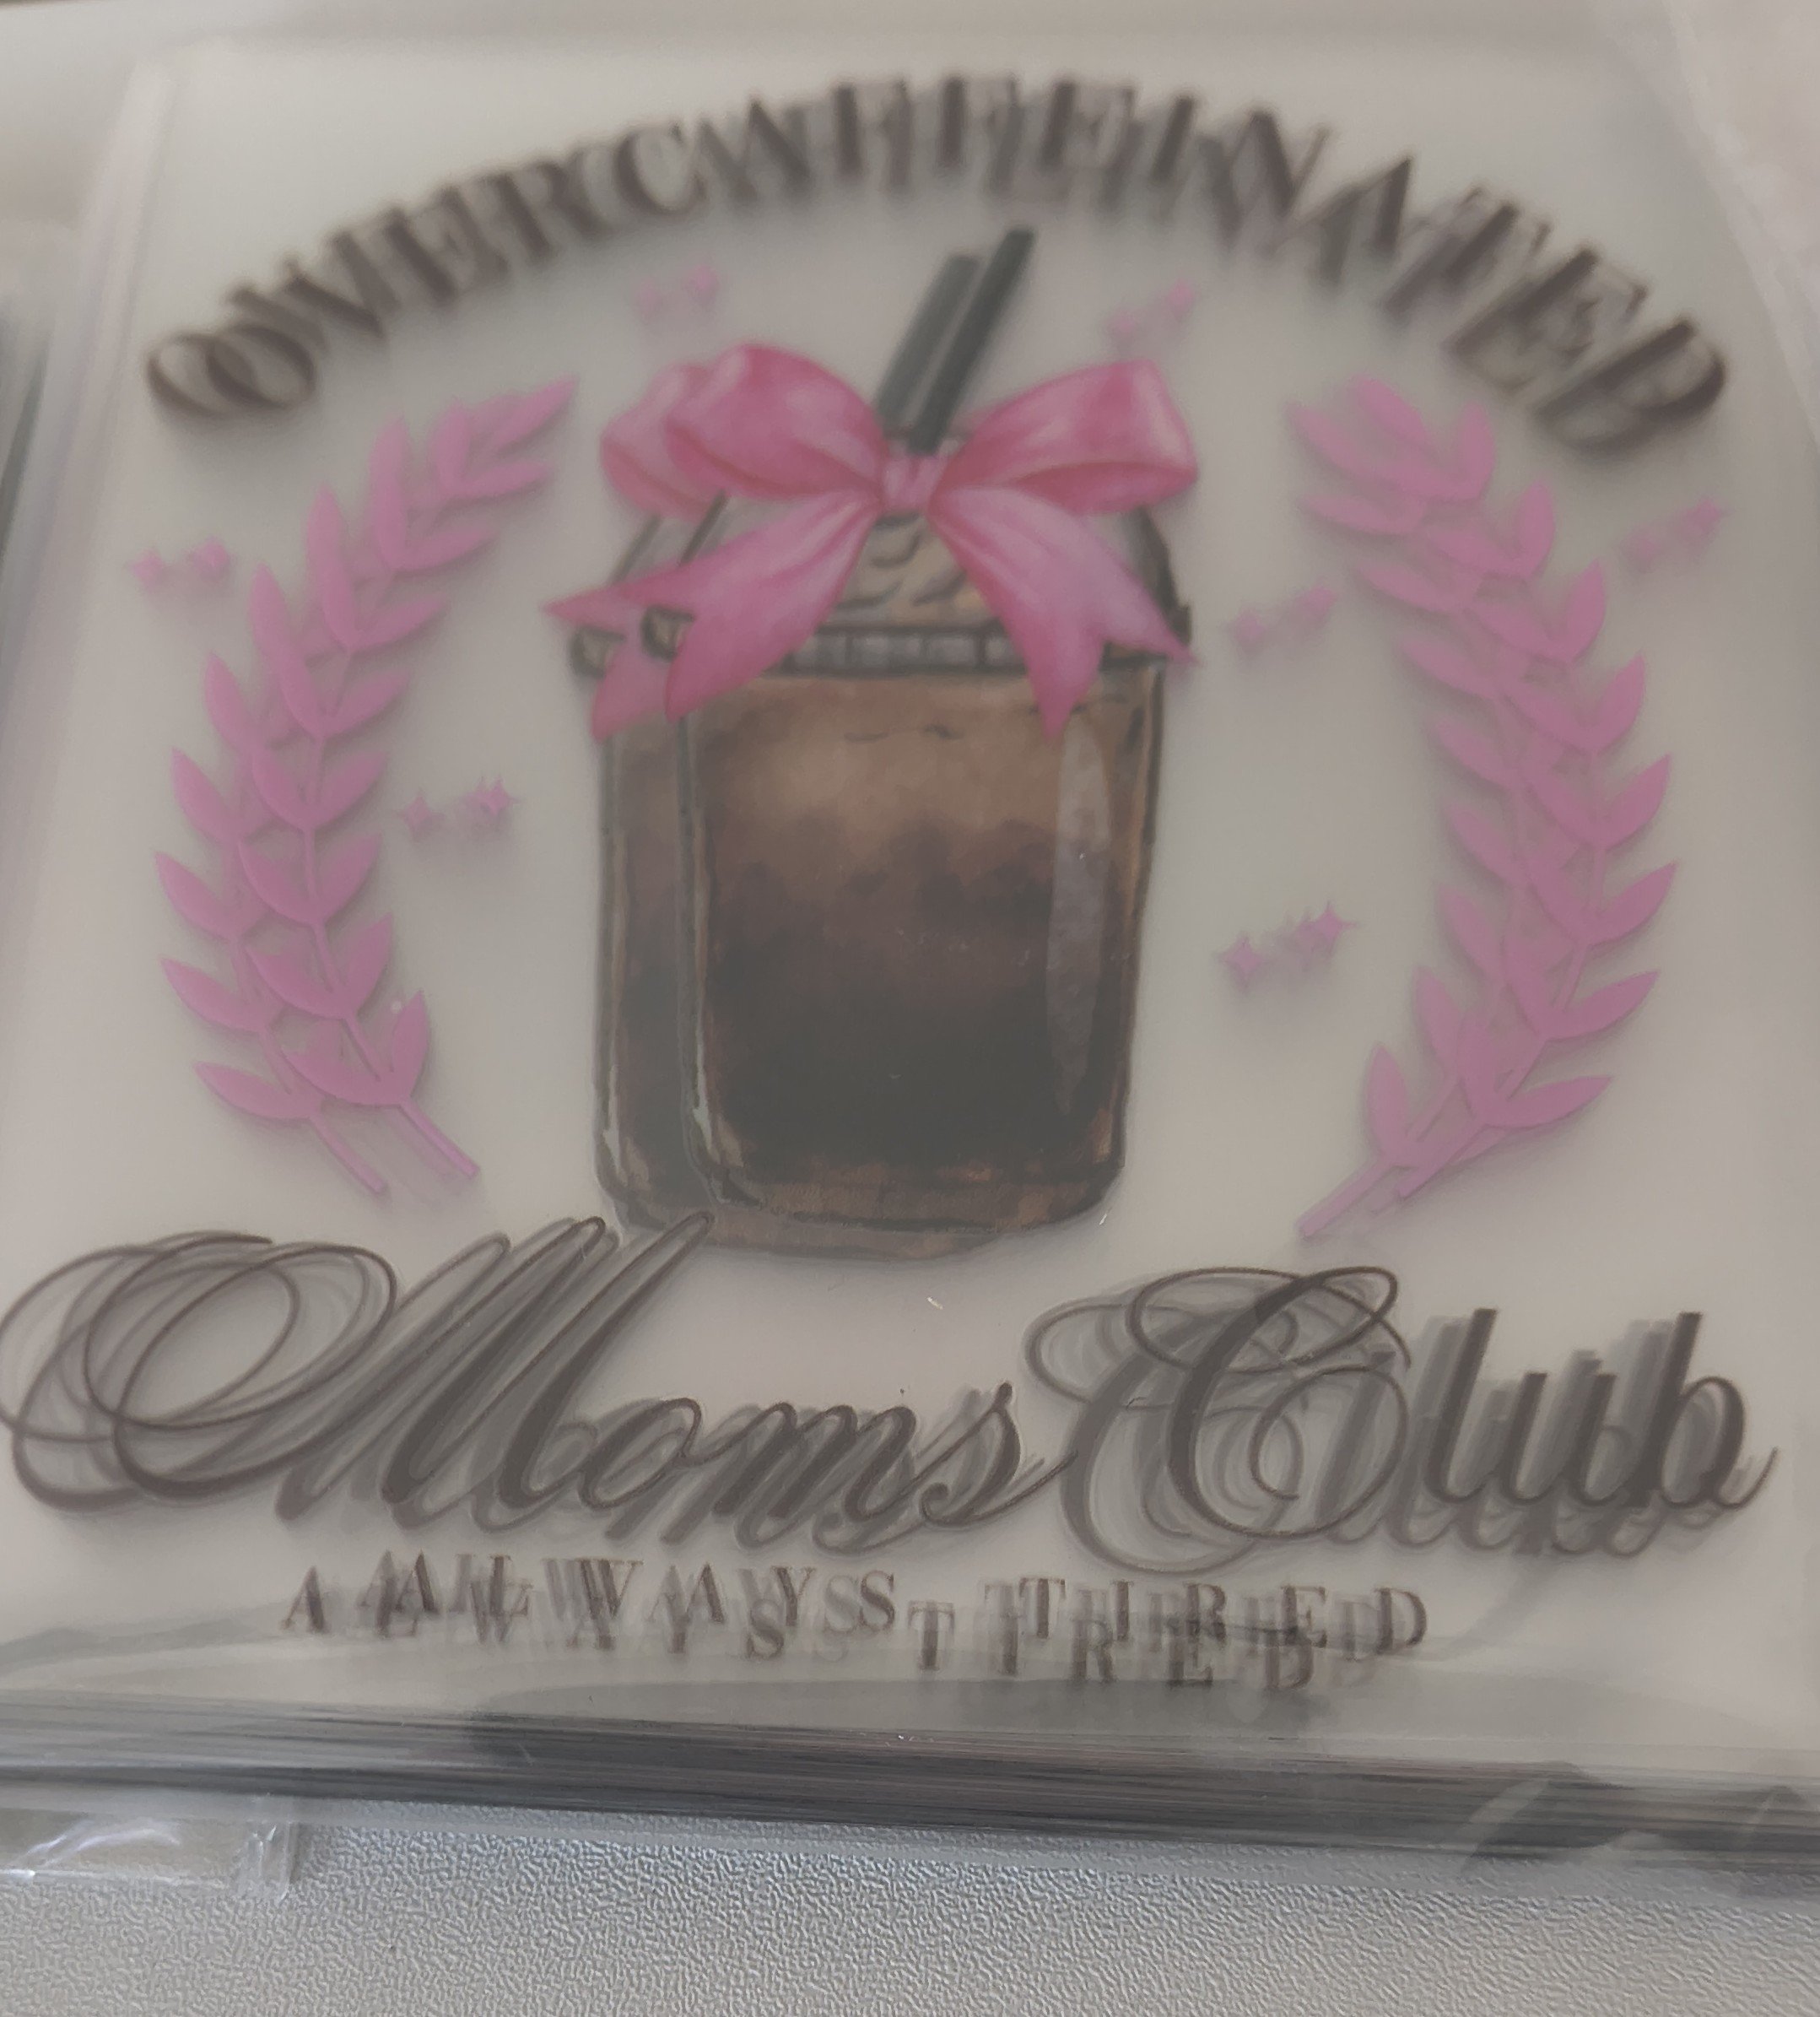 OVERCAFFEINATED
Moms Club
ALWAYS TIRED